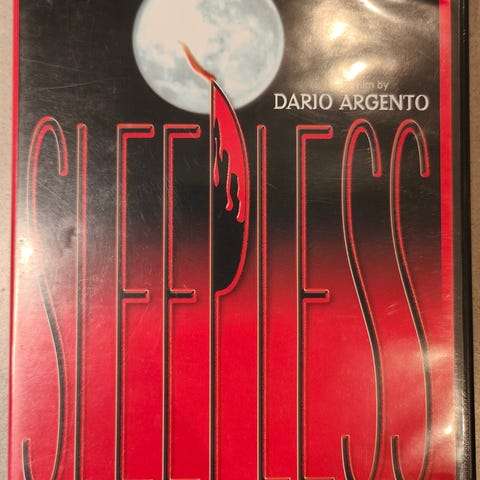 film by
DARIO ARGENTO
SLEEPLESS